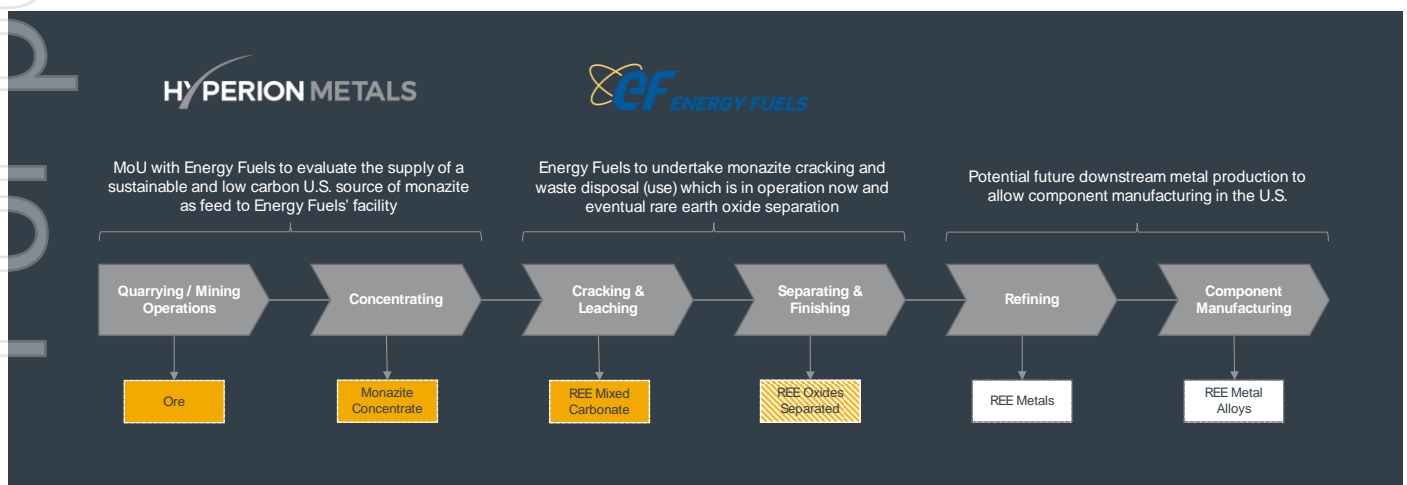 HYPERION METALS
ef ENERGY FUELS
MoU with Energy Fuels to evaluate the supply of a
sustainable and low carbon U.S. source of monazite
as feed to Energy Fuels' facility
Energy Fuels to undertake monazite cracking and
waste disposal (use) which is in operation now and
eventual rare earth oxide separation
Potential future downstream metal production to
allow component manufacturing in the U.S.
Quarrying / Mining
Operations
Concentrating
Cracking &
Leaching
Separating &
Finishing
Refining
Component
Manufacturing
Ore
Monazite
Concentrate
REE Mixed
Carbonate
REE Oxides
Separated
REE Metals
REE Metal
Alloys